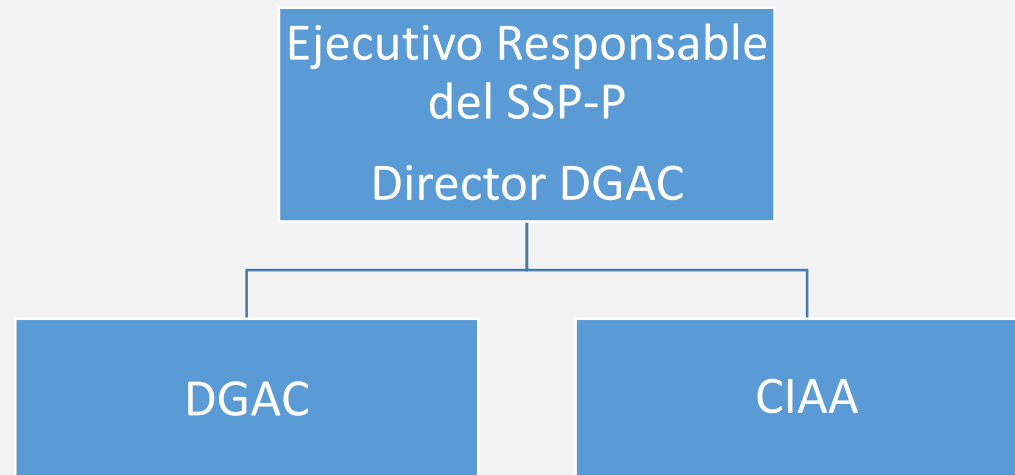 Ejecutivo Responsable
del SSP-P
Director DGAC
DGAC
CIAA